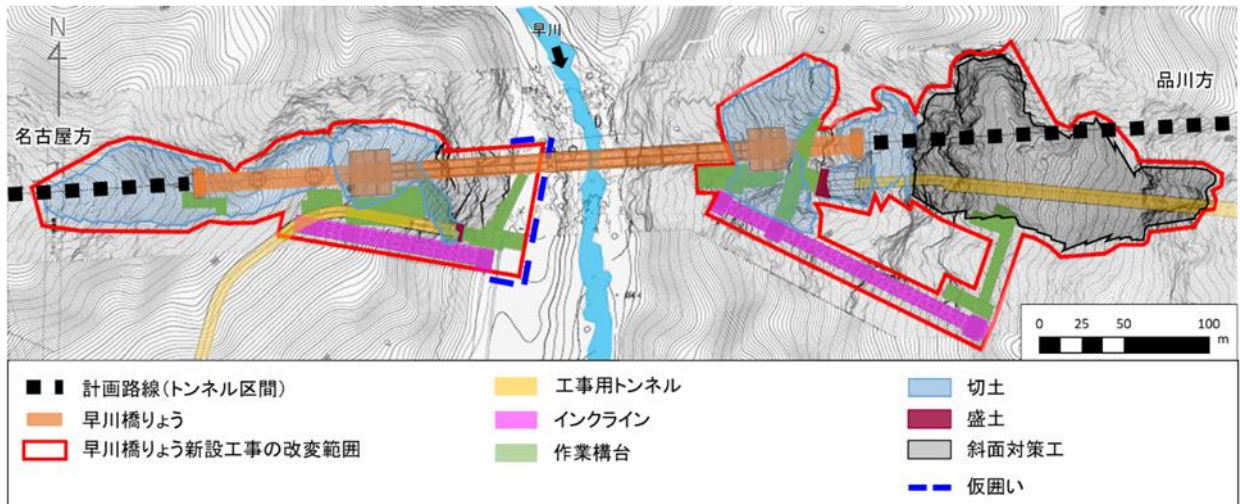 早川
N
品川方
名古屋方
0 25 50 100
m
計画路線(トンネル区間)
早川橋りょう
早川橋りょう新設工事の改変範囲
工事用トンネル
インクライン
作業構台
切土
盛土
斜面対策工
仮囲い